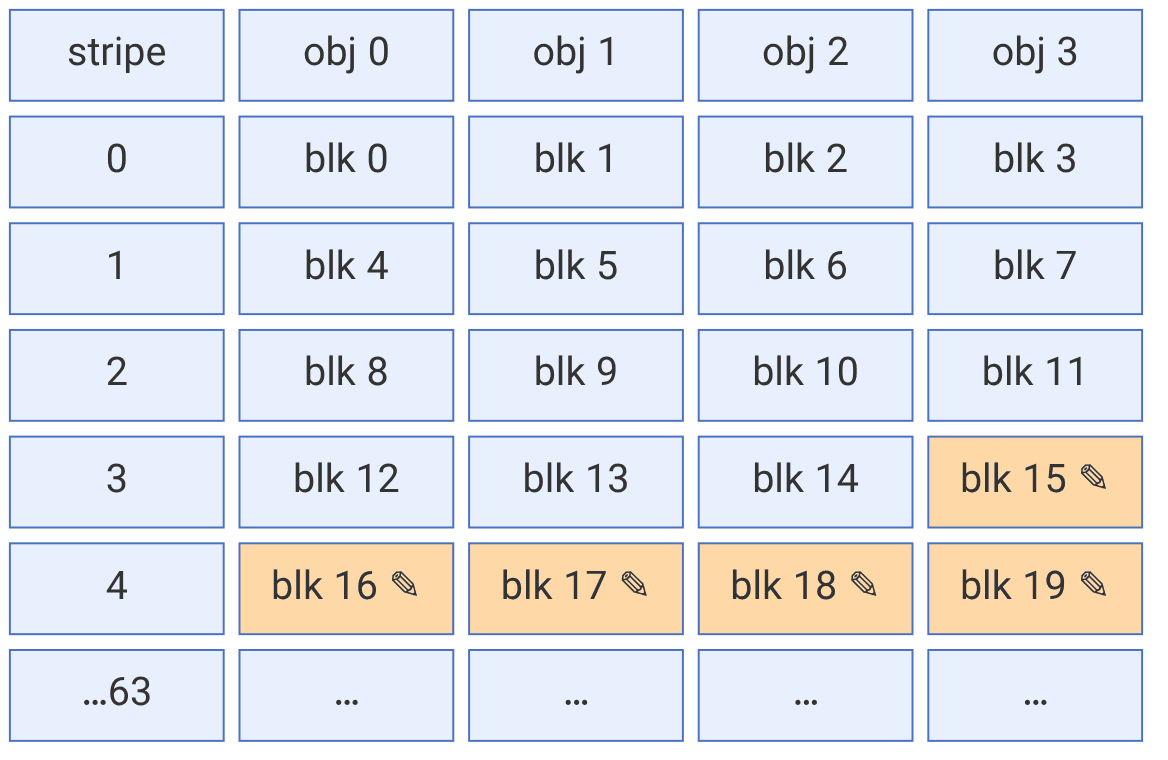 stripe obj 0 obj 1 obj 2 obj 3
0 blk 0 blk 1 blk 2 blk 3
1 blk 4 blk 5 blk 6 blk 7
2 blk 8 blk 9 blk 10 blk 11
3 blk 12 blk 13 blk 14 blk 15 ✎
4 blk 16 ✎ blk 17 ✎ blk 18 ✎ blk 19 ✎
…63 … … … …